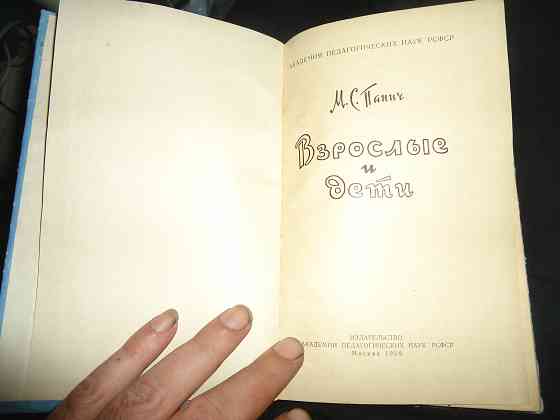 АКАДЕМИЯ ПЕДАГОГИЧЕСКИХ НАУК РСФСР
М. С. Панич
Взрослые
и
дети
ИЗДАТЕЛЬСТВО
АКАДЕМИИ ПЕДАГОГИЧЕСКИХ НАУК РСФСР
Москва